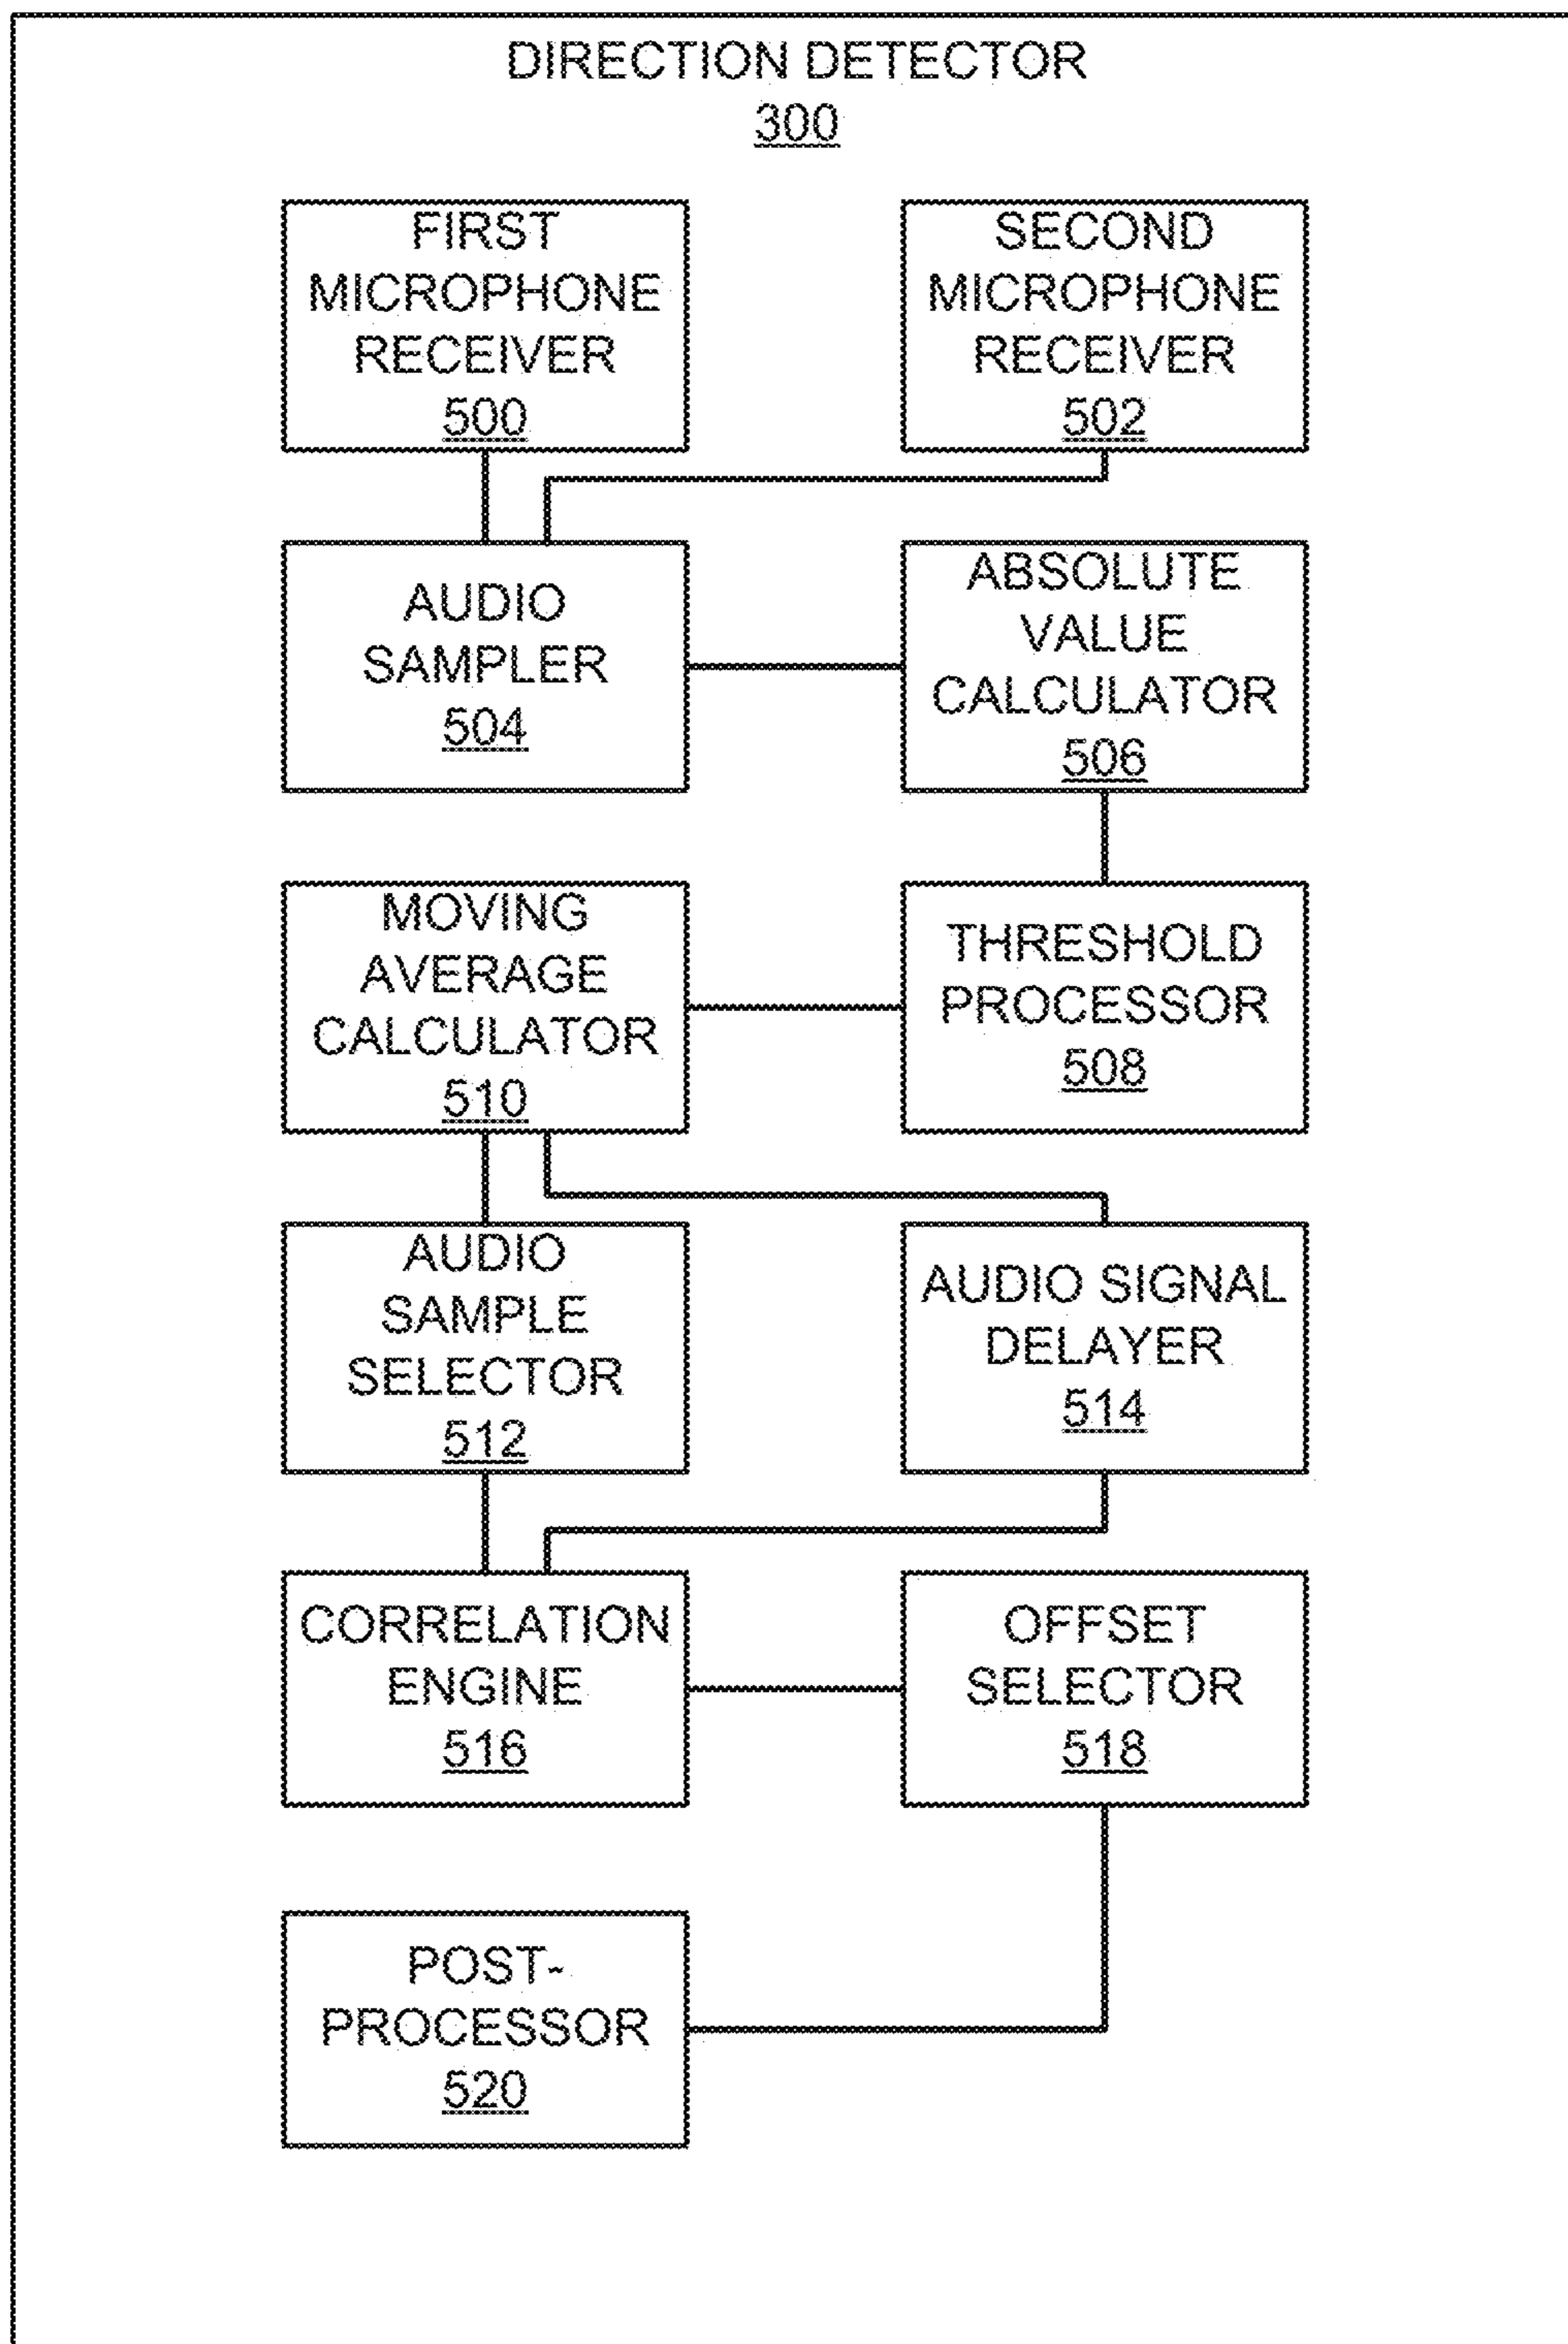 DIRECTION DETECTOR
300
FIRST
MICROPHONE
RECEIVER
500
SECOND
MICROPHONE
RECEIVER
502
AUDIO
SAMPLER
504
ABSOLUTE
VALUE
CALCULATOR
506
MOVING
AVERAGE
CALCULATOR
510
THRESHOLD
PROCESSOR
508
AUDIO
SAMPLE
SELECTOR
512
AUDIO SIGNAL
DELAYER
514
CORRELATION
ENGINE
516
OFFSET
SELECTOR
518
POST-
PROCESSOR
520